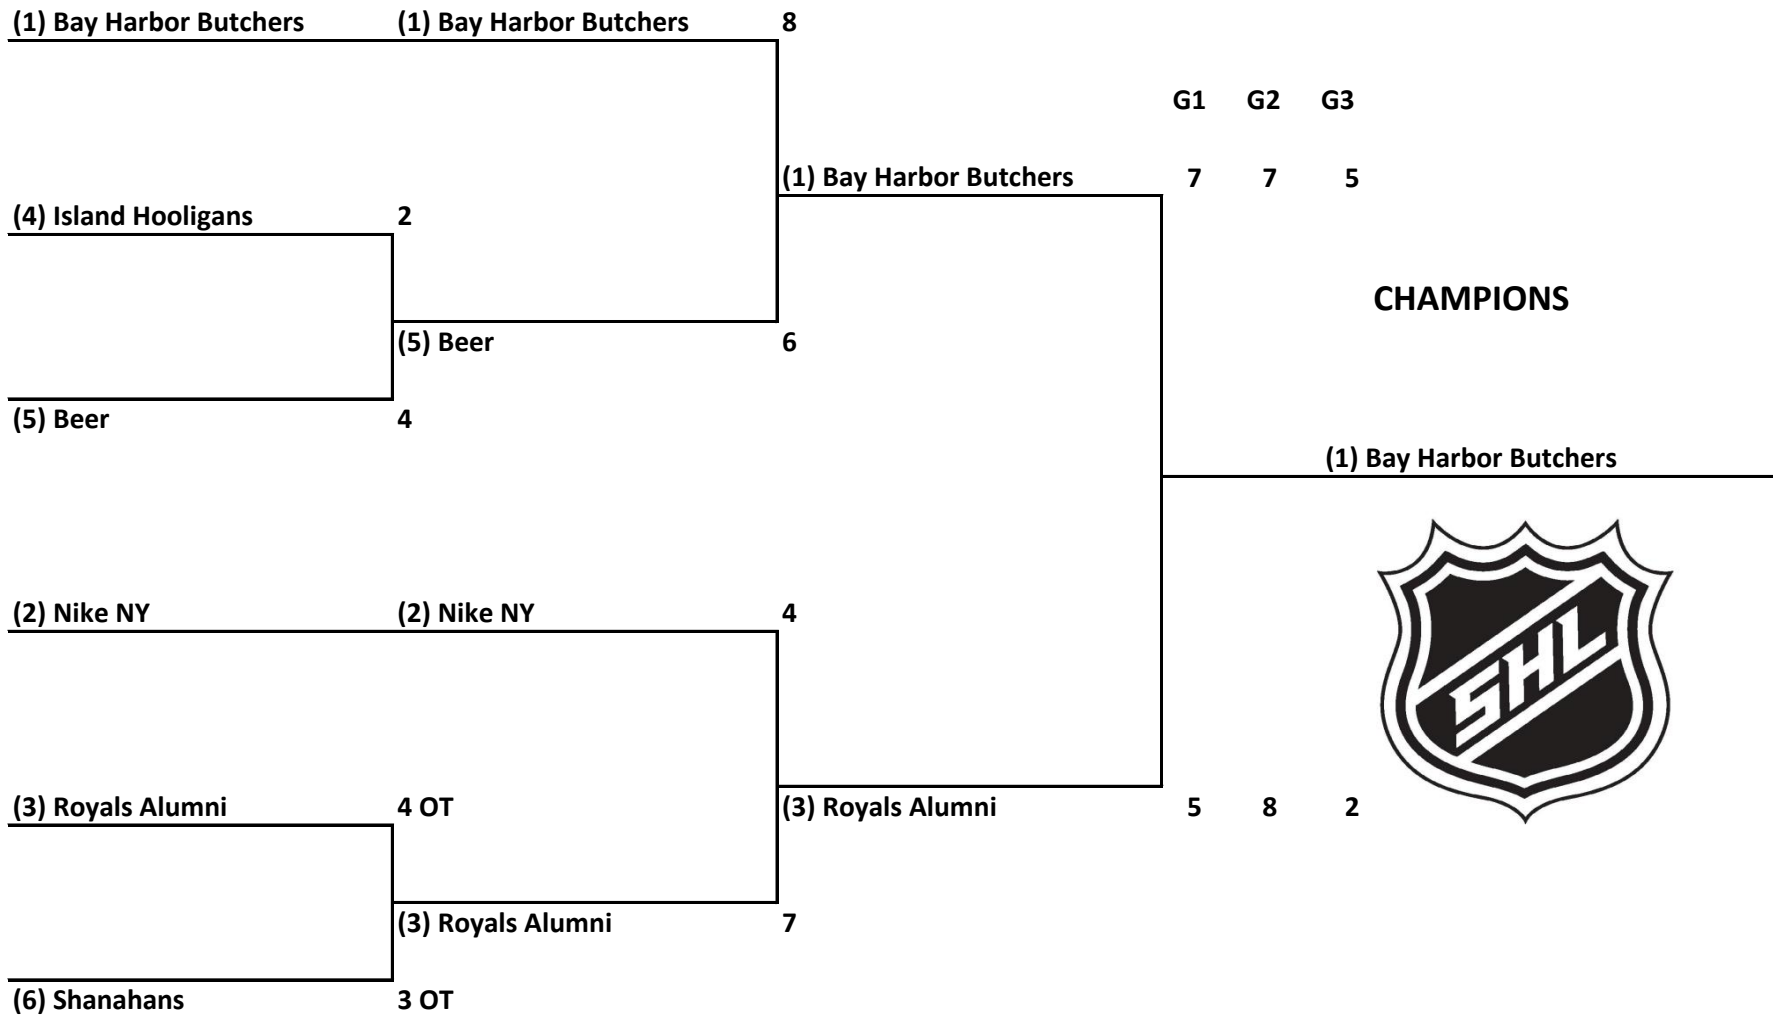 (1) Bay Harbor Butchers (1) Bay Harbor Butchers 8
G1 G2 G3
(1) Bay Harbor Butchers 7 7 5
(4) Island Hooligans 2
CHAMPIONS
(5) Beer 6
(5) Beer 4
(1) Bay Harbor Butchers
(2) Nike NY (2) Nike NY 4
SHL
(3) Royals Alumni 4 OT (3) Royals Alumni 5 8 2
(3) Royals Alumni 7
(6) Shanahans 3 OT